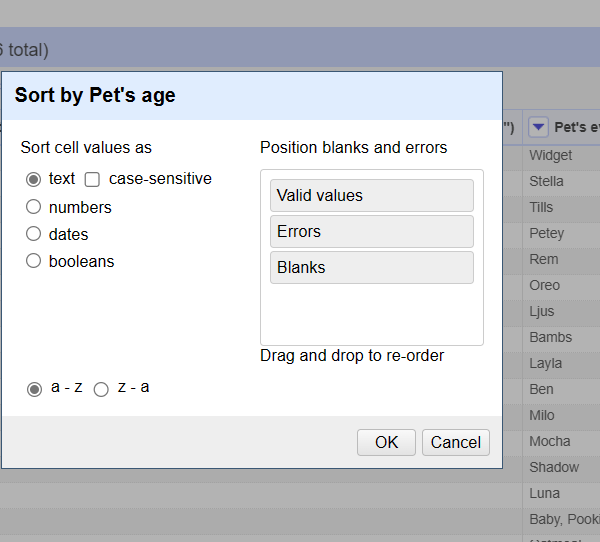 6 total)
Sort by Pet's age
Sort cell values as
Position blanks and errors
text case-sensitive
numbers
dates
booleans
Valid values
Errors
Blanks
Drag and drop to re-order
a - z z - a
OK Cancel
") Pet's e
Widget
Stella
Tills
Petey
Rem
Oreo
Ljus
Bambs
Layla
Ben
Milo
Mocha
Shadow
Luna
Baby, Pooki